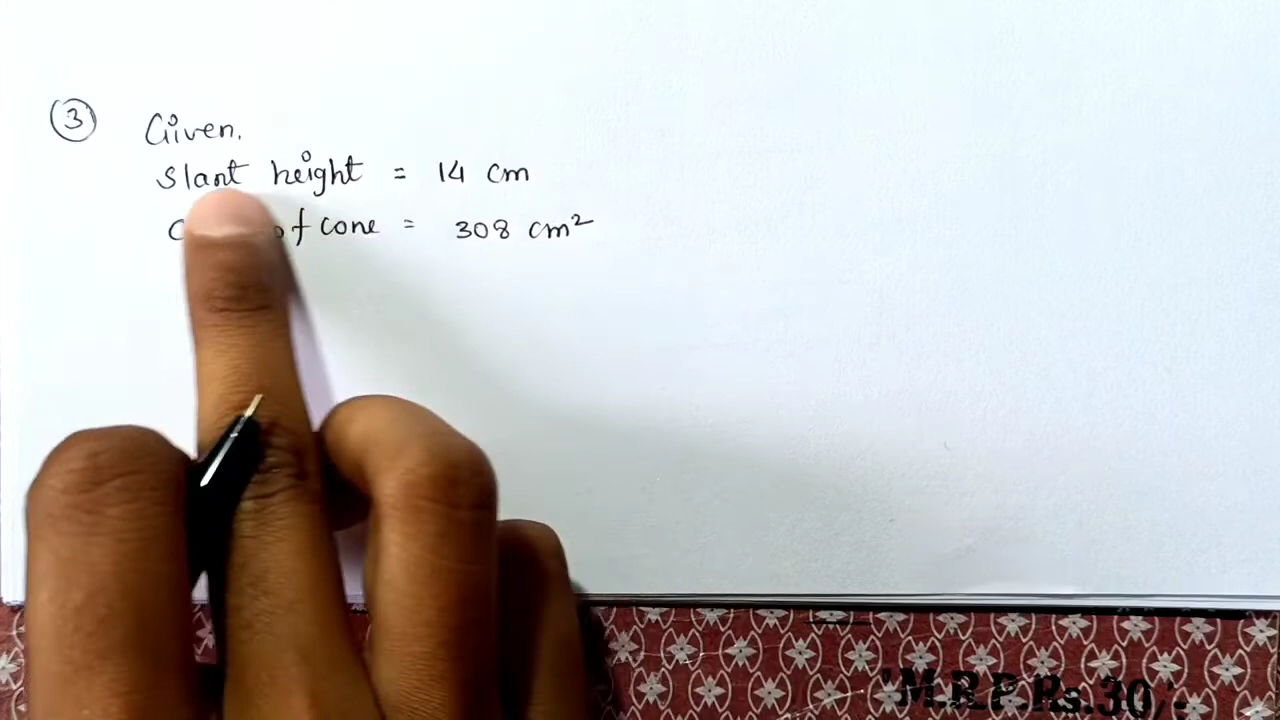 ③ Given,
Slant height = 14 cm
of cone = 308 cm²
M.R.P.Rs.30/-